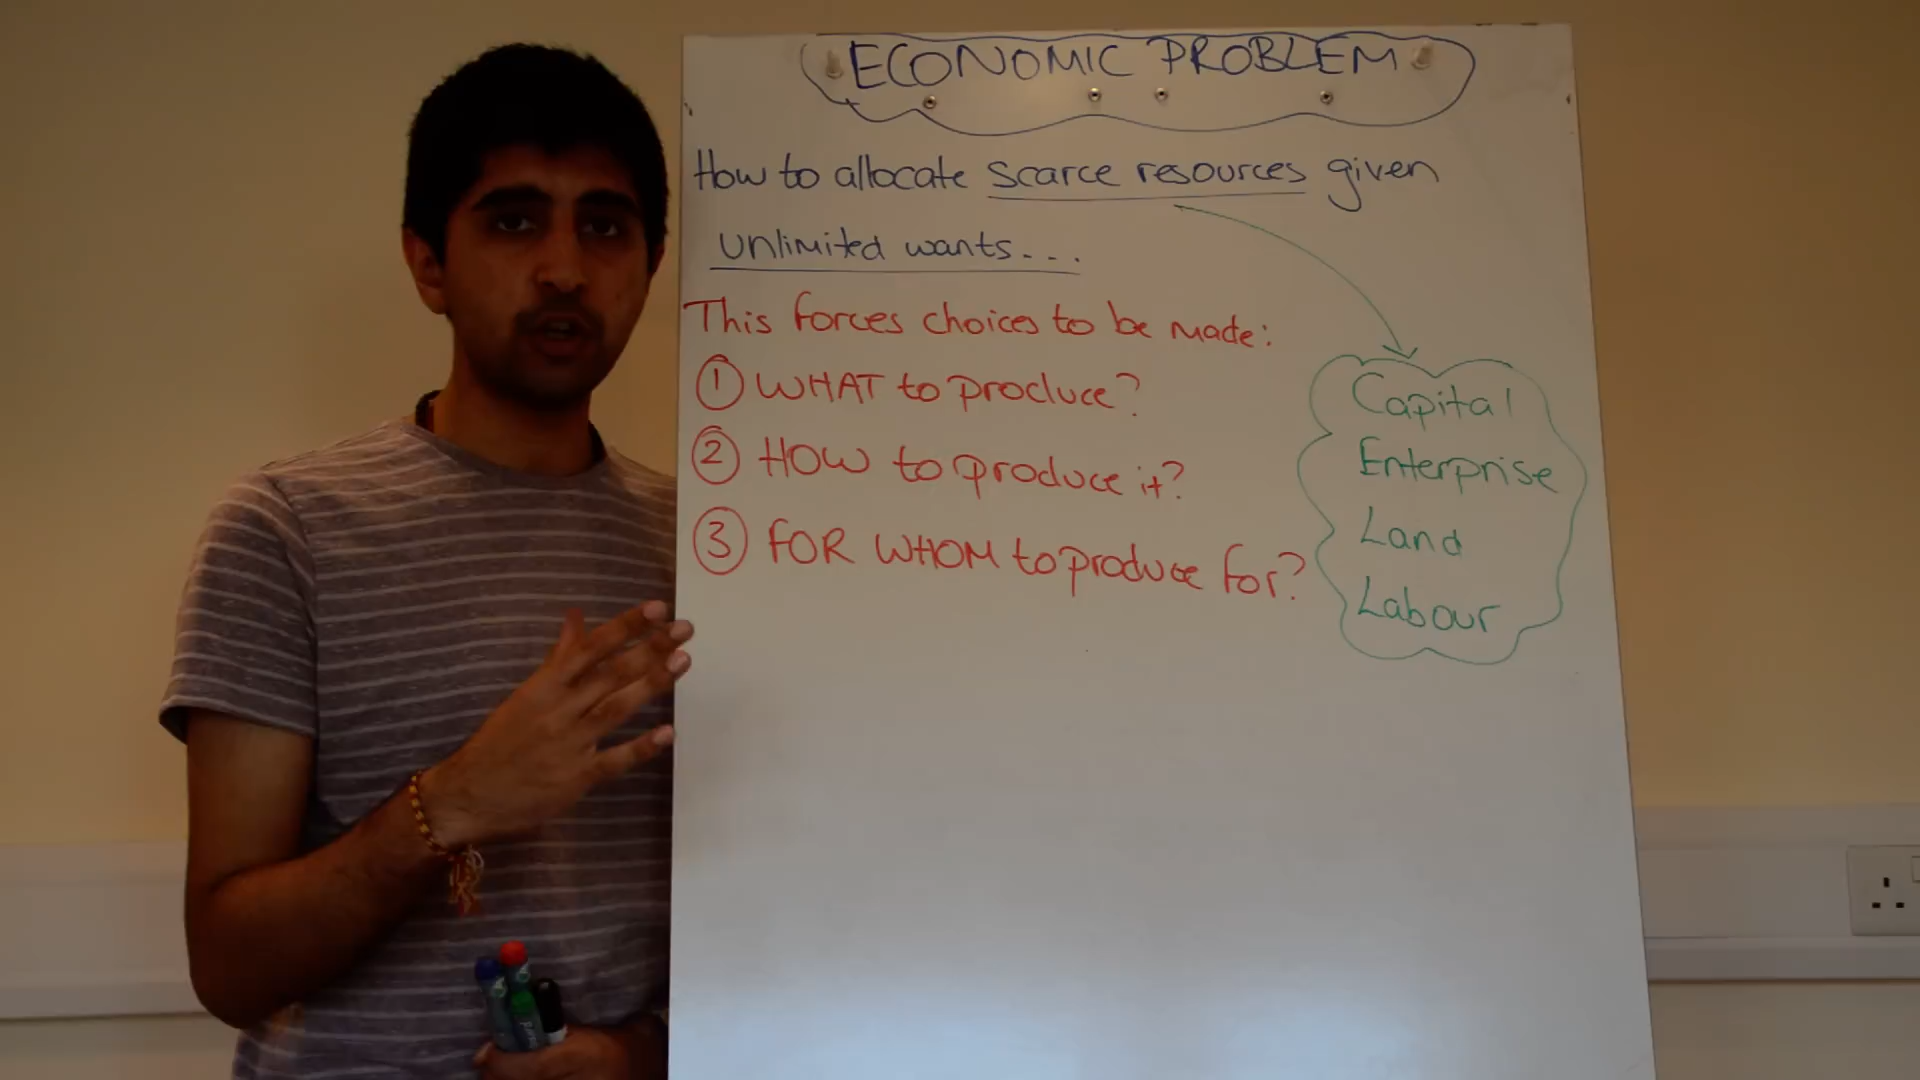 ECONOMIC PROBLEM
How to allocate scarce resources given
unlimited wants...
This forces choices to be made:
① WHAT to produce?
② HOW to produce it?
③ FOR WHOM to produce for?
Capital
Enterprise
Land
Labour